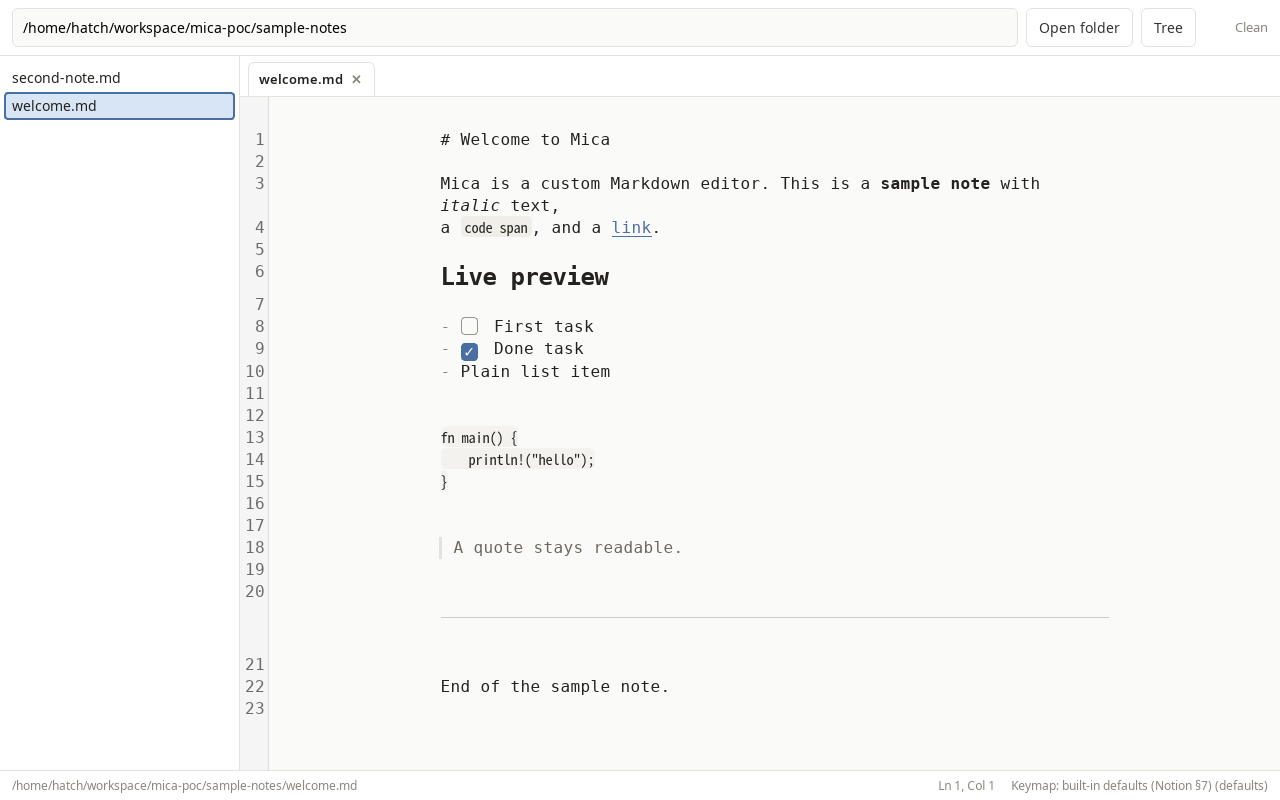 /home/hatch/workspace/mica-poc/sample-notes
Open folder
Tree
Clean
second-note.md
welcome.md
welcome.md ✕
1 # Welcome to Mica
2
3 Mica is a custom Markdown editor. This is a sample note with
italic text,
4 a code span, and a link.
5
6 Live preview
7
8 - First task
9 - ✓ Done task
10 - Plain list item
11
12
13 fn main() {
14 println!("hello");
15 }
16
17
18 A quote stays readable.
19
20
21
22 End of the sample note.
23
/home/hatch/workspace/mica-poc/sample-notes/welcome.md
Ln 1, Col 1
Keymap: built-in defaults (Notion §7) (defaults)